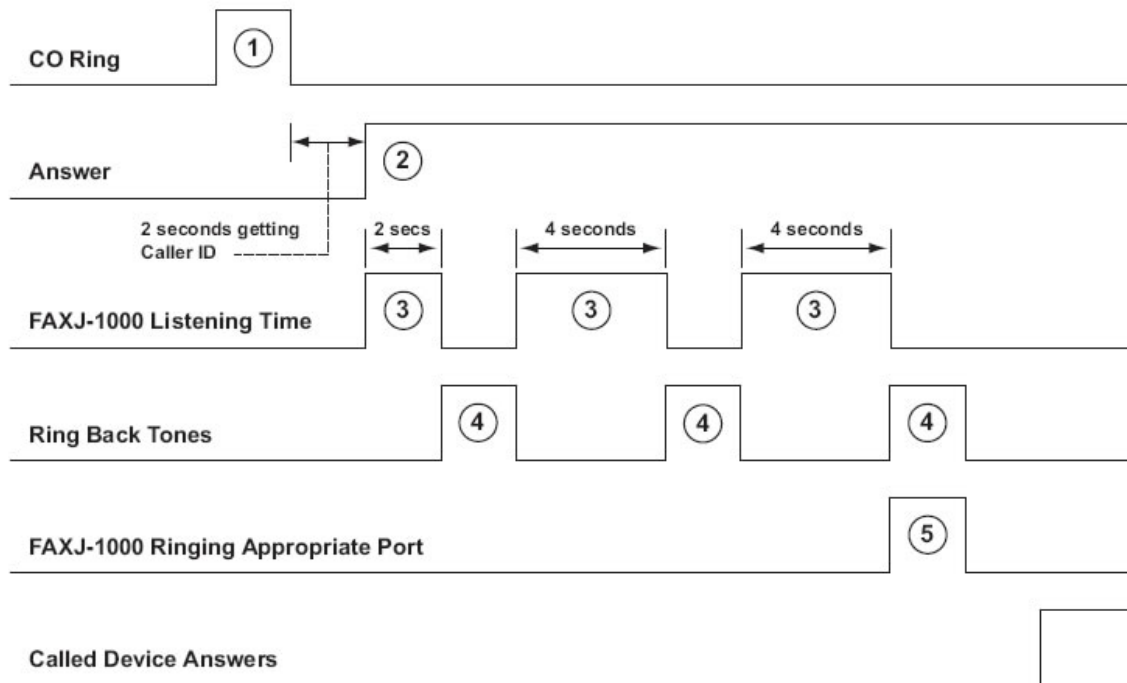 CO Ring
1
Answer
2
2 seconds getting
Caller ID
2 secs
4 seconds
4 seconds
FAXJ-1000 Listening Time
3
3
3
Ring Back Tones
4
4
4
FAXJ-1000 Ringing Appropriate Port
5
Called Device Answers